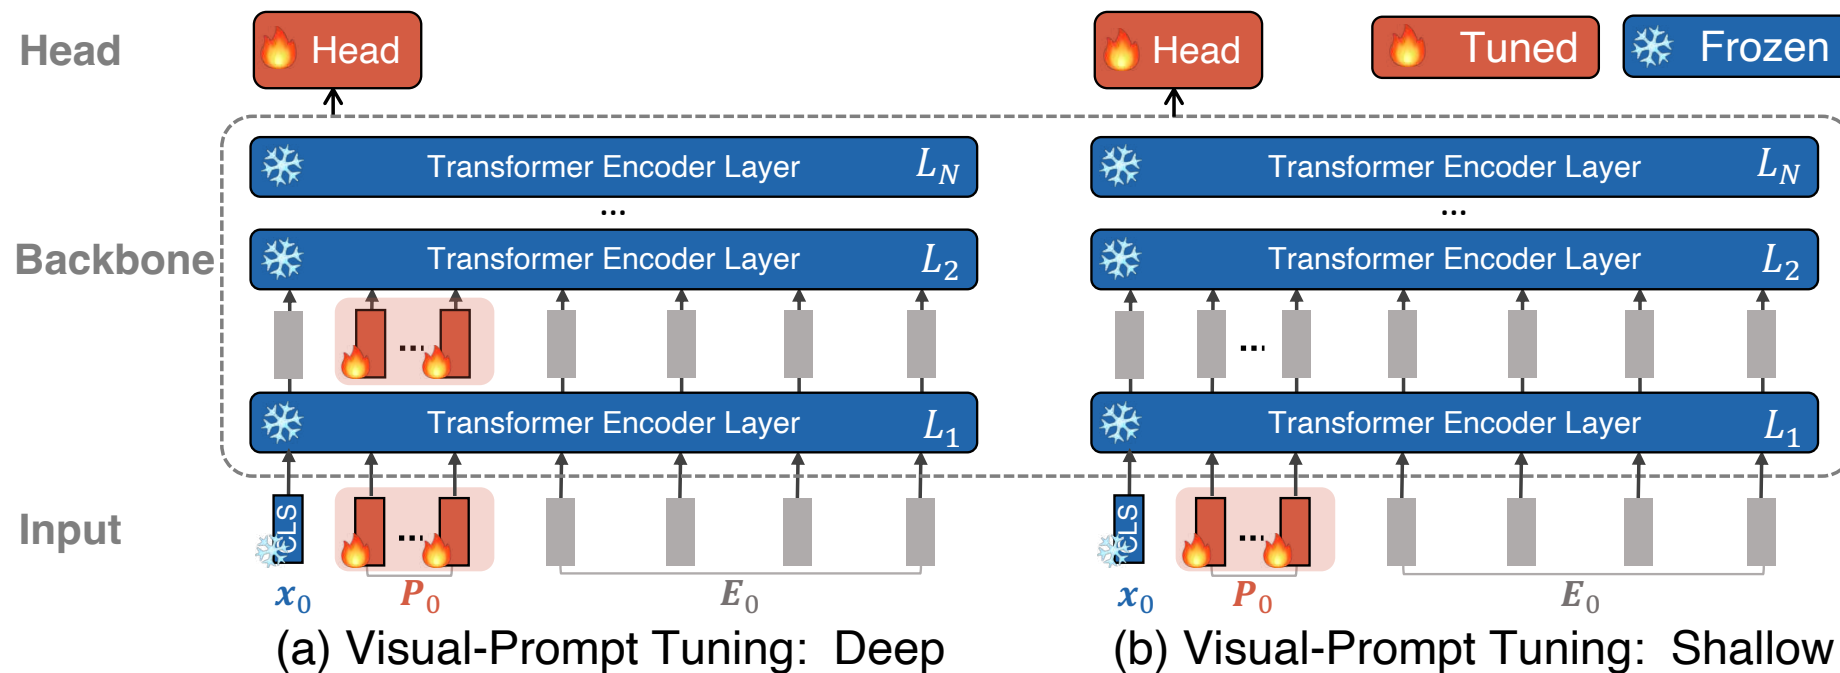 Head
Head
Head
Tuned
Frozen
Transformer Encoder Layer L_N
Transformer Encoder Layer L_N
...
...
Backbone
Transformer Encoder Layer L_2
Transformer Encoder Layer L_2
...
...
Transformer Encoder Layer L_1
Transformer Encoder Layer L_1
Input
CLS
...
CLS
...
x_0
P_0
E_0
x_0
P_0
E_0
(a) Visual-Prompt Tuning: Deep
(b) Visual-Prompt Tuning: Shallow